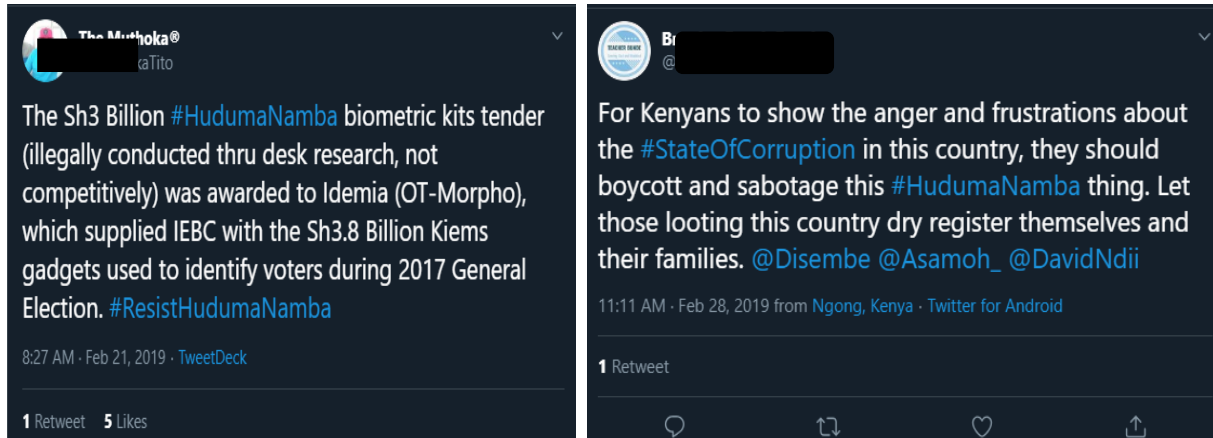 The Muthoka®
kaTito
The Sh3 Billion #HudumaNamba biometric kits tender
(illegally conducted thru desk research, not
competitively) was awarded to Idemia (OT-Morpho),
which supplied IEBC with the Sh3.8 Billion Kiems
gadgets used to identify voters during 2017 General
Election. #ResistHudumaNamba
8:27 AM · Feb 21, 2019 · TweetDeck
1 Retweet 5 Likes
@
For Kenyans to show the anger and frustrations about
the #StateOfCorruption in this country, they should
boycott and sabotage this #HudumaNamba thing. Let
those looting this country dry register themselves and
their families. @Disembe @Asamoh_ @DavidNdii
11:11 AM · Feb 28, 2019 from Ngong, Kenya · Twitter for Android
1 Retweet